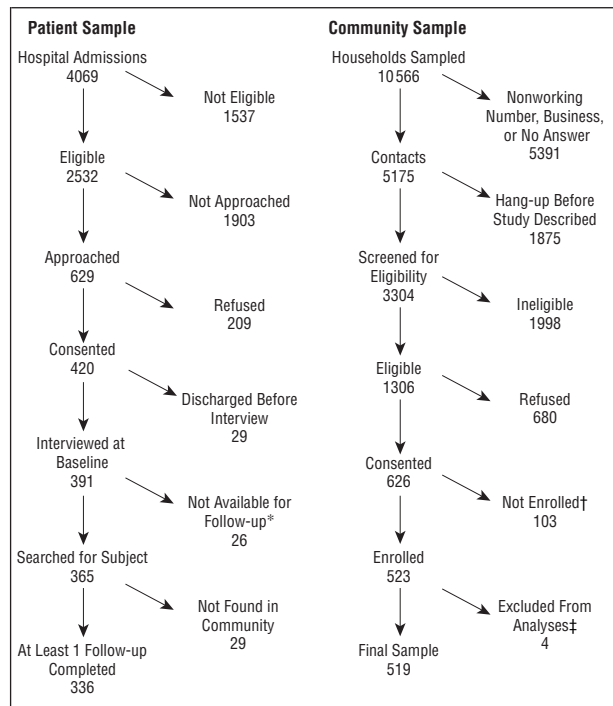 Patient Sample
Hospital Admissions
4069
Not Eligible
1537
Eligible
2532
Not Approached
1903
Approached
629
Refused
209
Consented
420
Discharged Before
Interview
29
Interviewed at
Baseline
391
Not Available for
Follow-up*
26
Searched for Subject
365
Not Found in
Community
29
At Least 1 Follow-up
Completed
336
Community Sample
Households Sampled
10 566
Nonworking
Number, Business,
or No Answer
5391
Contacts
5175
Hang-up Before
Study Described
1875
Screened for
Eligibility
3304
Ineligible
1998
Eligible
1306
Refused
680
Consented
626
Not Enrolled†
103
Enrolled
523
Excluded From
Analyses‡
4
Final Sample
519